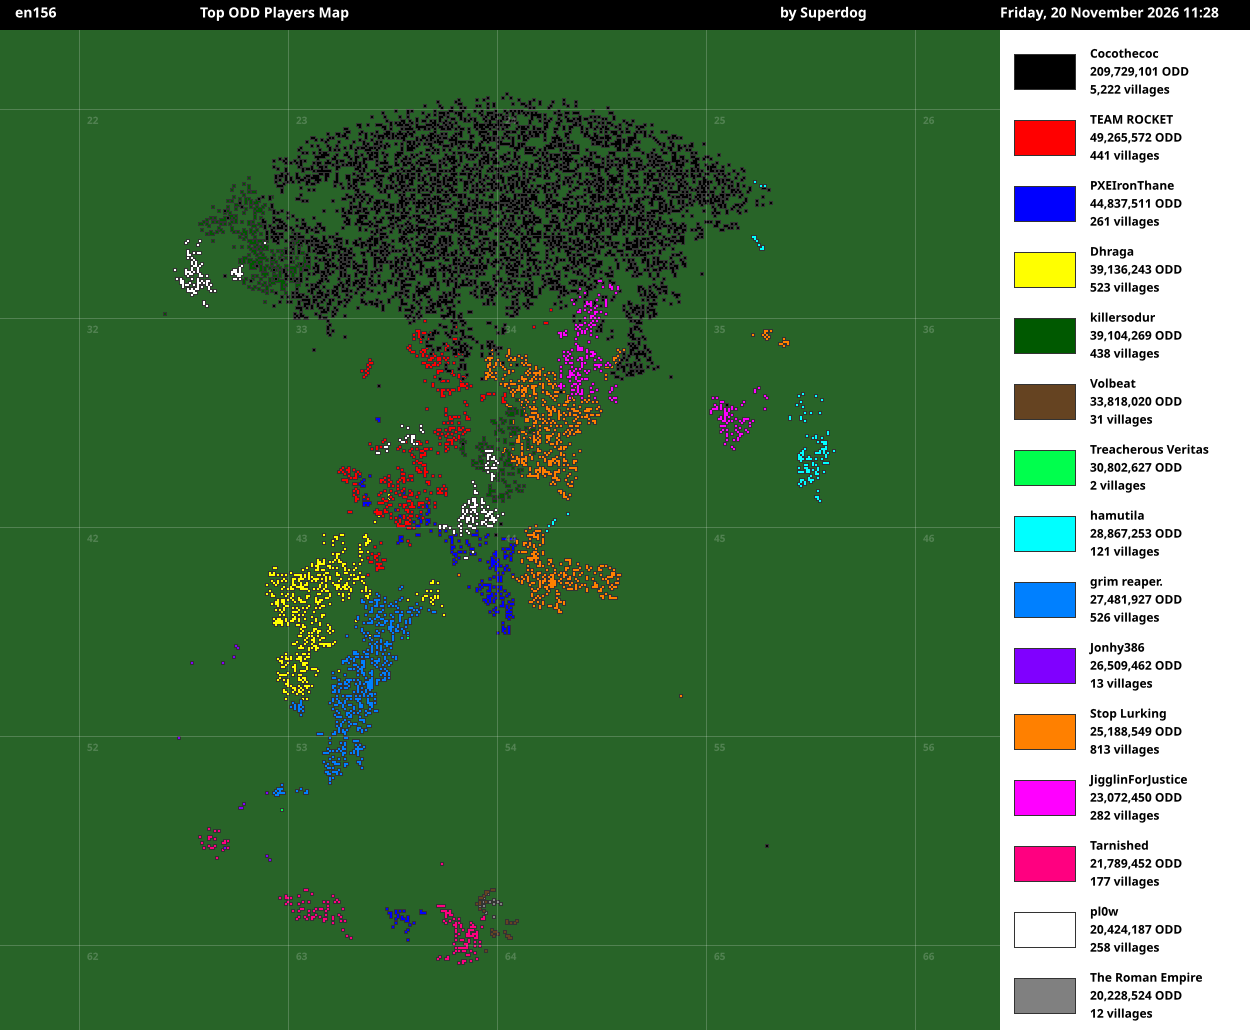 en156
Top ODD Players Map
by Superdog
Friday, 20 November 2026 11:28
22
23
25
26
32
33
34
35
36
42
43
45
46
52
53
54
55
56
62
63
64
65
66
Cocothecoc
209,729,101 ODD
5,222 villages
TEAM ROCKET
49,265,572 ODD
441 villages
PXEIronThane
44,837,511 ODD
261 villages
Dhraga
39,136,243 ODD
523 villages
killersodur
39,104,269 ODD
438 villages
Volbeat
33,818,020 ODD
31 villages
Treacherous Veritas
30,802,627 ODD
2 villages
hamutila
28,867,253 ODD
121 villages
grim reaper.
27,481,927 ODD
526 villages
Jonhy386
26,509,462 ODD
13 villages
Stop Lurking
25,188,549 ODD
813 villages
JigglinForJustice
23,072,450 ODD
282 villages
Tarnished
21,789,452 ODD
177 villages
pl0w
20,424,187 ODD
258 villages
The Roman Empire
20,228,524 ODD
12 villages